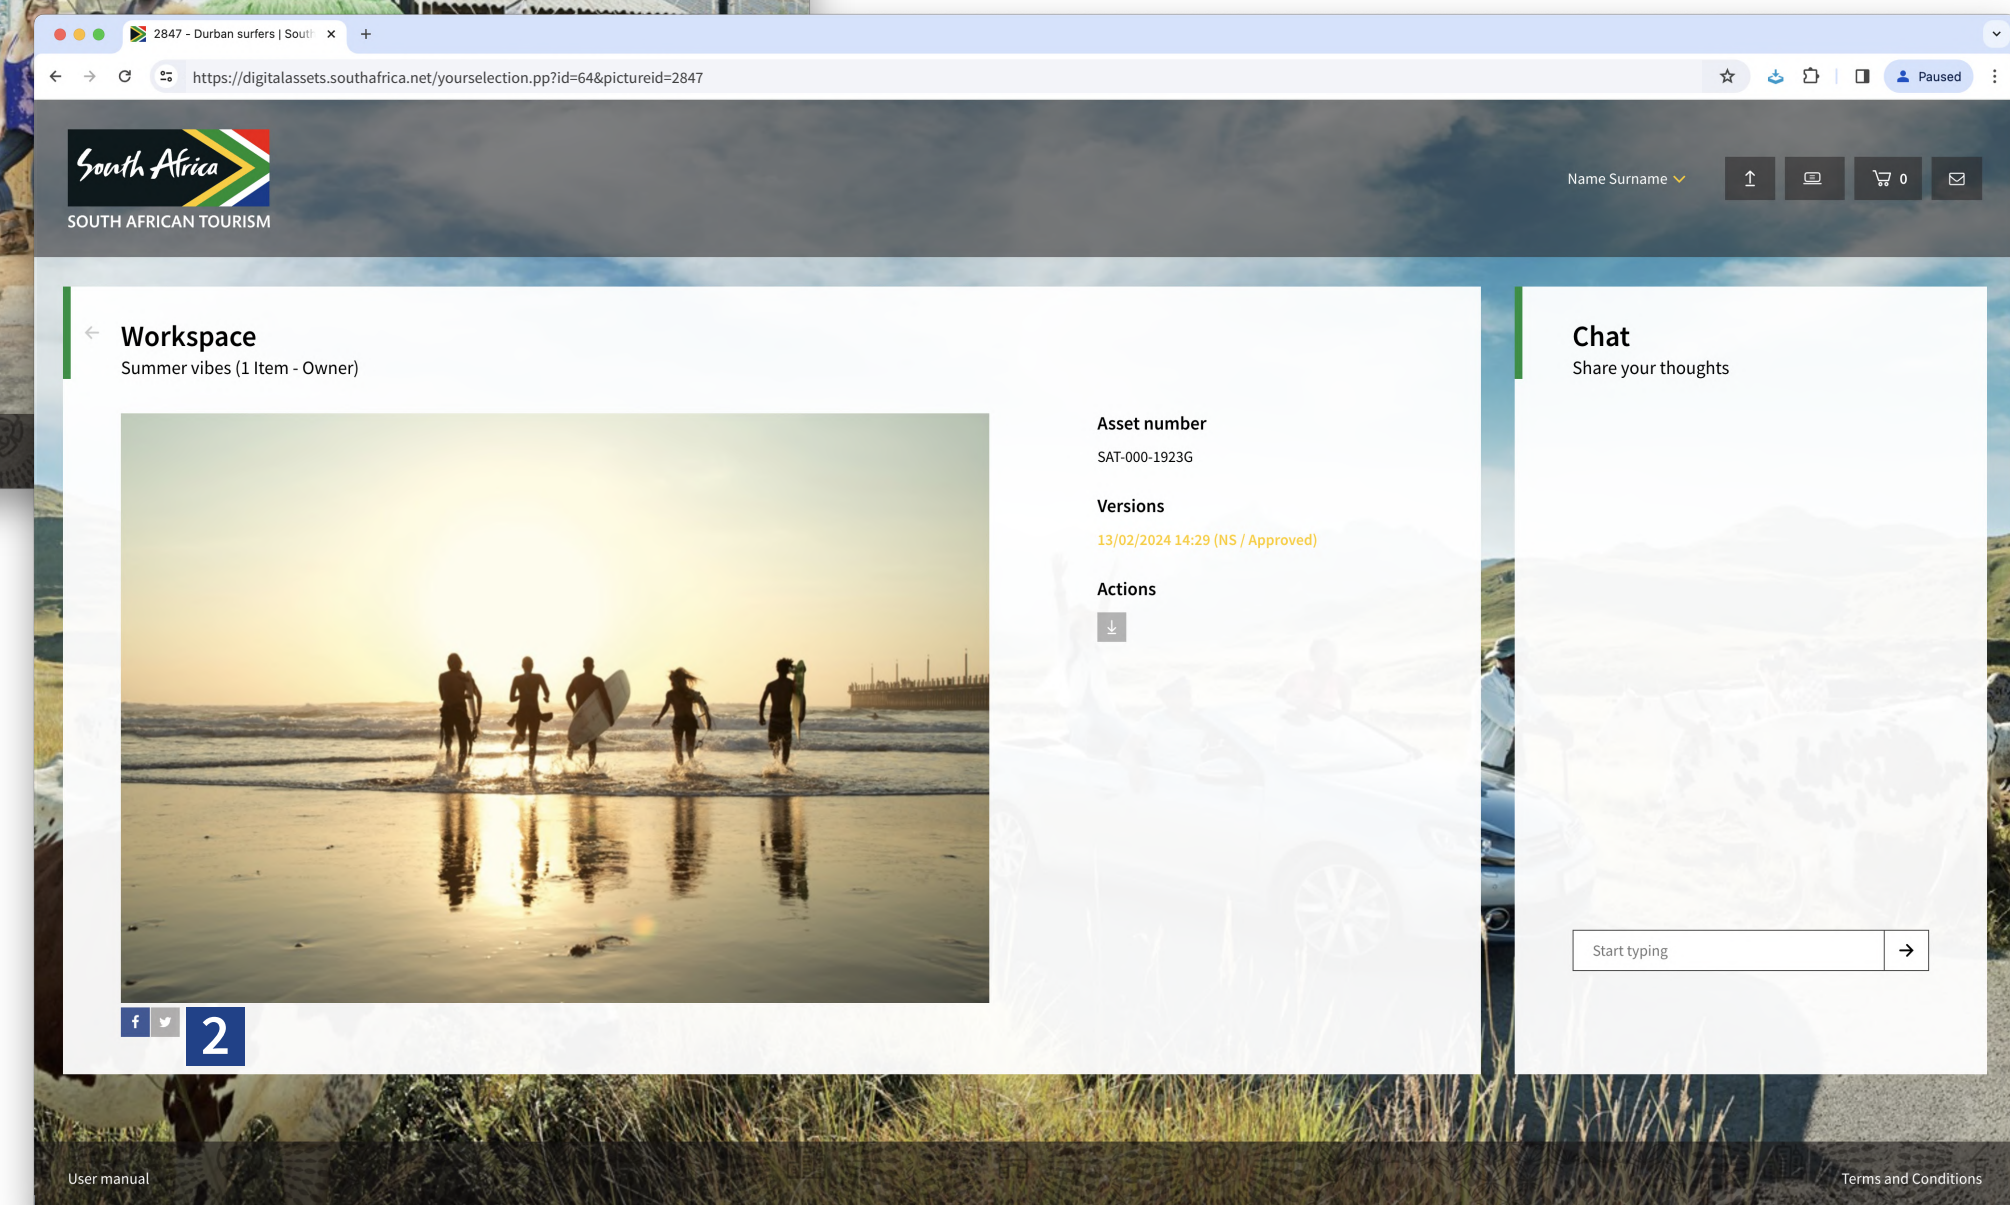 2847 - Durban surfers | South
https://digitalassets.southafrica.net/yourselection.pp?id=64&pictureid=2847
Paused
South Africa
SOUTH AFRICAN TOURISM
Name Surname
0
Workspace
Summer vibes (1 Item - Owner)
Chat
Share your thoughts
Asset number
SAT-000-1923G
Versions
13/02/2024 14:29 (NS / Approved)
Actions
Start typing
f
2
User manual
Terms and Conditions